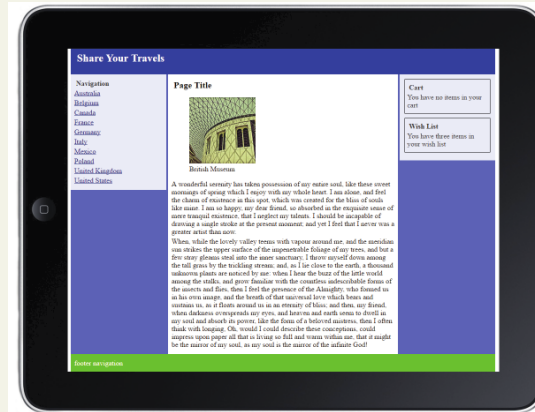 Share Your Travels
Navigation
Australia
Belgium
Canada
France
Germany
Italy
Mexico
Poland
United Kingdom
United States
Page Title
British Museum
A wonderful serenity has taken possession of my entire soul, like these sweet
mornings of spring which I enjoy with my whole heart. I am alone, and feel
the charm of existence in this spot, which was created for the bliss of souls
like mine. I am so happy, my dear friend, so absorbed in the exquisite sense of
mere tranquil existence, that I neglect my talents. I should be incapable of
drawing a single stroke at the present moment; and yet I feel that I never was a
greater artist than now.
When, while the lovely valley teems with vapour around me, and the meridian
sun strikes the upper surface of the impenetrable foliage of my trees, and but a
few stray gleams steal into the inner sanctuary, I throw myself down among
the tall grass by the trickling stream; and, as I lie close to the earth, a thousand
unknown plants are noticed by me: when I hear the buzz of the little world
among the stalks, and grow familiar with the countless indescribable forms of
the insects and flies, then I feel the presence of the Almighty, who formed us
in his own image, and the breath of that universal love which bears and
sustains us, as it floats around us in an eternity of bliss; and then, my friend,
when darkness overspreads my eyes, and heaven and earth seem to dwell in
my soul and absorb its power, like the form of a beloved mistress, then I often
think with longing, Oh, would I could describe these conceptions, could
impress upon paper all that is living so full and warm within me, that it might
be the mirror of my soul, as my soul is the mirror of the infinite God!
Cart
You have no items in your
cart
Wish List
You have three items in
your wish list
footer navigation